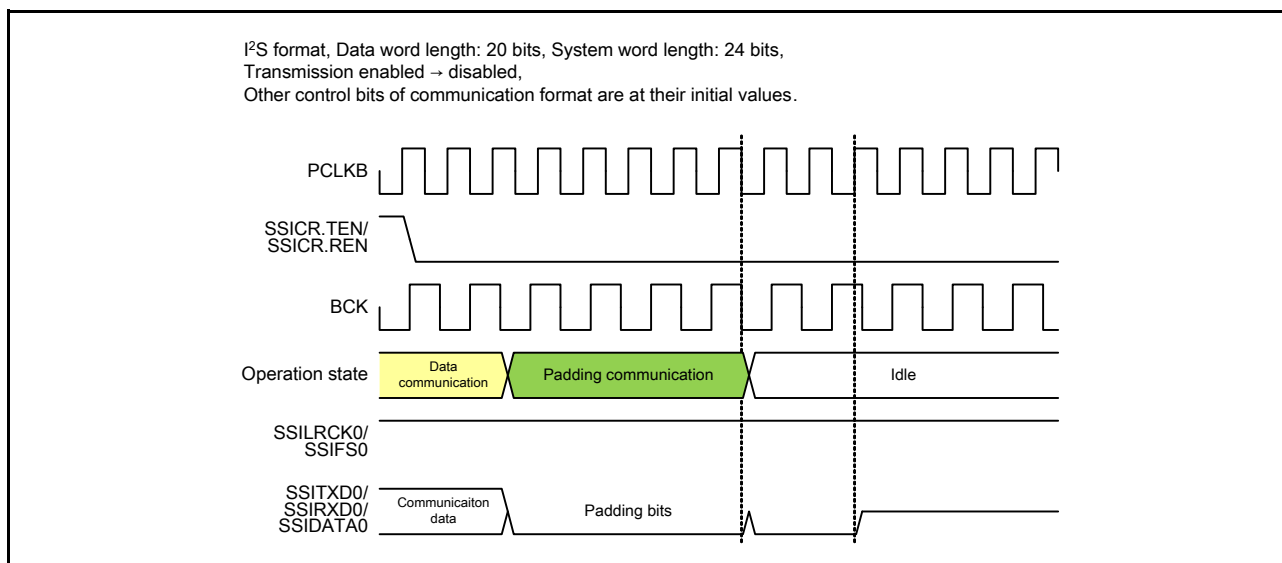 I²S format, Data word length: 20 bits, System word length: 24 bits,
Transmission enabled → disabled,
Other control bits of communication format are at their initial values.
PCLKB
SSICR.TEN/
SSICR.REN
BCK
Operation state
Data
communication
Padding communication
Idle
SSILRCK0/
SSIFS0
SSITXD0/
SSIRXD0/
SSIDATA0
Communicaiton
data
Padding bits